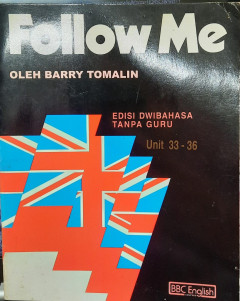 Follow Me
OLEH BARRY TOMALIN
EDISI DWIBAHASA
TANPA GURU
Unit 33 - 36
BBC English